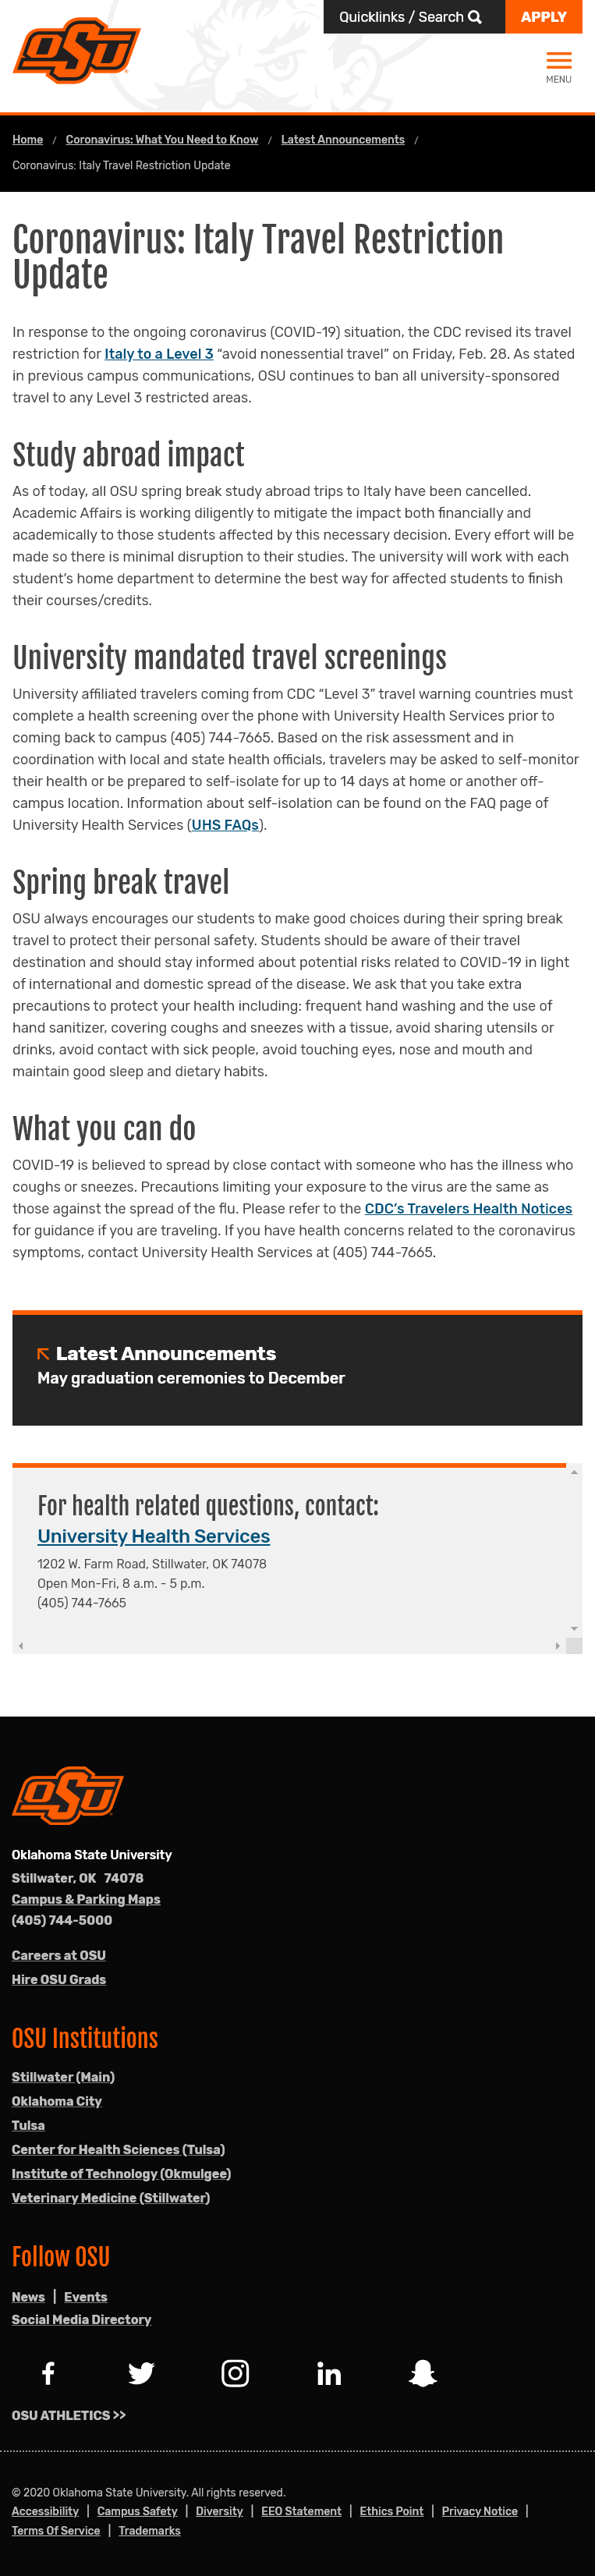 OSU
Quicklinks / Search
APPLY
MENU
Home / Coronavirus: What You Need to Know / Latest Announcements /
Coronavirus: Italy Travel Restriction Update
Coronavirus: Italy Travel Restriction
Update
In response to the ongoing coronavirus (COVID-19) situation, the CDC revised its travel
restriction for Italy to a Level 3 “avoid nonessential travel” on Friday, Feb. 28. As stated
in previous campus communications, OSU continues to ban all university-sponsored
travel to any Level 3 restricted areas.
Study abroad impact
As of today, all OSU spring break study abroad trips to Italy have been cancelled.
Academic Affairs is working diligently to mitigate the impact both financially and
academically to those students affected by this necessary decision. Every effort will be
made so there is minimal disruption to their studies. The university will work with each
student’s home department to determine the best way for affected students to finish
their courses/credits.
University mandated travel screenings
University affiliated travelers coming from CDC “Level 3” travel warning countries must
complete a health screening over the phone with University Health Services prior to
coming back to campus (405) 744-7665. Based on the risk assessment and in
coordination with local and state health officials, travelers may be asked to self-monitor
their health or be prepared to self-isolate for up to 14 days at home or another off-
campus location. Information about self-isolation can be found on the FAQ page of
University Health Services (UHS FAQs).
Spring break travel
OSU always encourages our students to make good choices during their spring break
travel to protect their personal safety. Students should be aware of their travel
destination and should stay informed about potential risks related to COVID-19 in light
of international and domestic spread of the disease. We ask that you take extra
precautions to protect your health including: frequent hand washing and the use of
hand sanitizer, covering coughs and sneezes with a tissue, avoid sharing utensils or
drinks, avoid contact with sick people, avoid touching eyes, nose and mouth and
maintain good sleep and dietary habits.
What you can do
COVID-19 is believed to spread by close contact with someone who has the illness who
coughs or sneezes. Precautions limiting your exposure to the virus are the same as
those against the spread of the flu. Please refer to the CDC’s Travelers Health Notices
for guidance if you are traveling. If you have health concerns related to the coronavirus
symptoms, contact University Health Services at (405) 744-7665.
Latest Announcements
May graduation ceremonies to December
For health related questions, contact:
University Health Services
1202 W. Farm Road, Stillwater, OK 74078
Open Mon-Fri, 8 a.m. - 5 p.m.
(405) 744-7665
OSU
Oklahoma State University
Stillwater, OK 74078
Campus & Parking Maps
(405) 744-5000
Careers at OSU
Hire OSU Grads
OSU Institutions
Stillwater (Main)
Oklahoma City
Tulsa
Center for Health Sciences (Tulsa)
Institute of Technology (Okmulgee)
Veterinary Medicine (Stillwater)
Follow OSU
News | Events
Social Media Directory
OSU ATHLETICS >>
© 2020 Oklahoma State University. All rights reserved.
Accessibility | Campus Safety | Diversity | EEO Statement | Ethics Point | Privacy Notice |
Terms Of Service | Trademarks